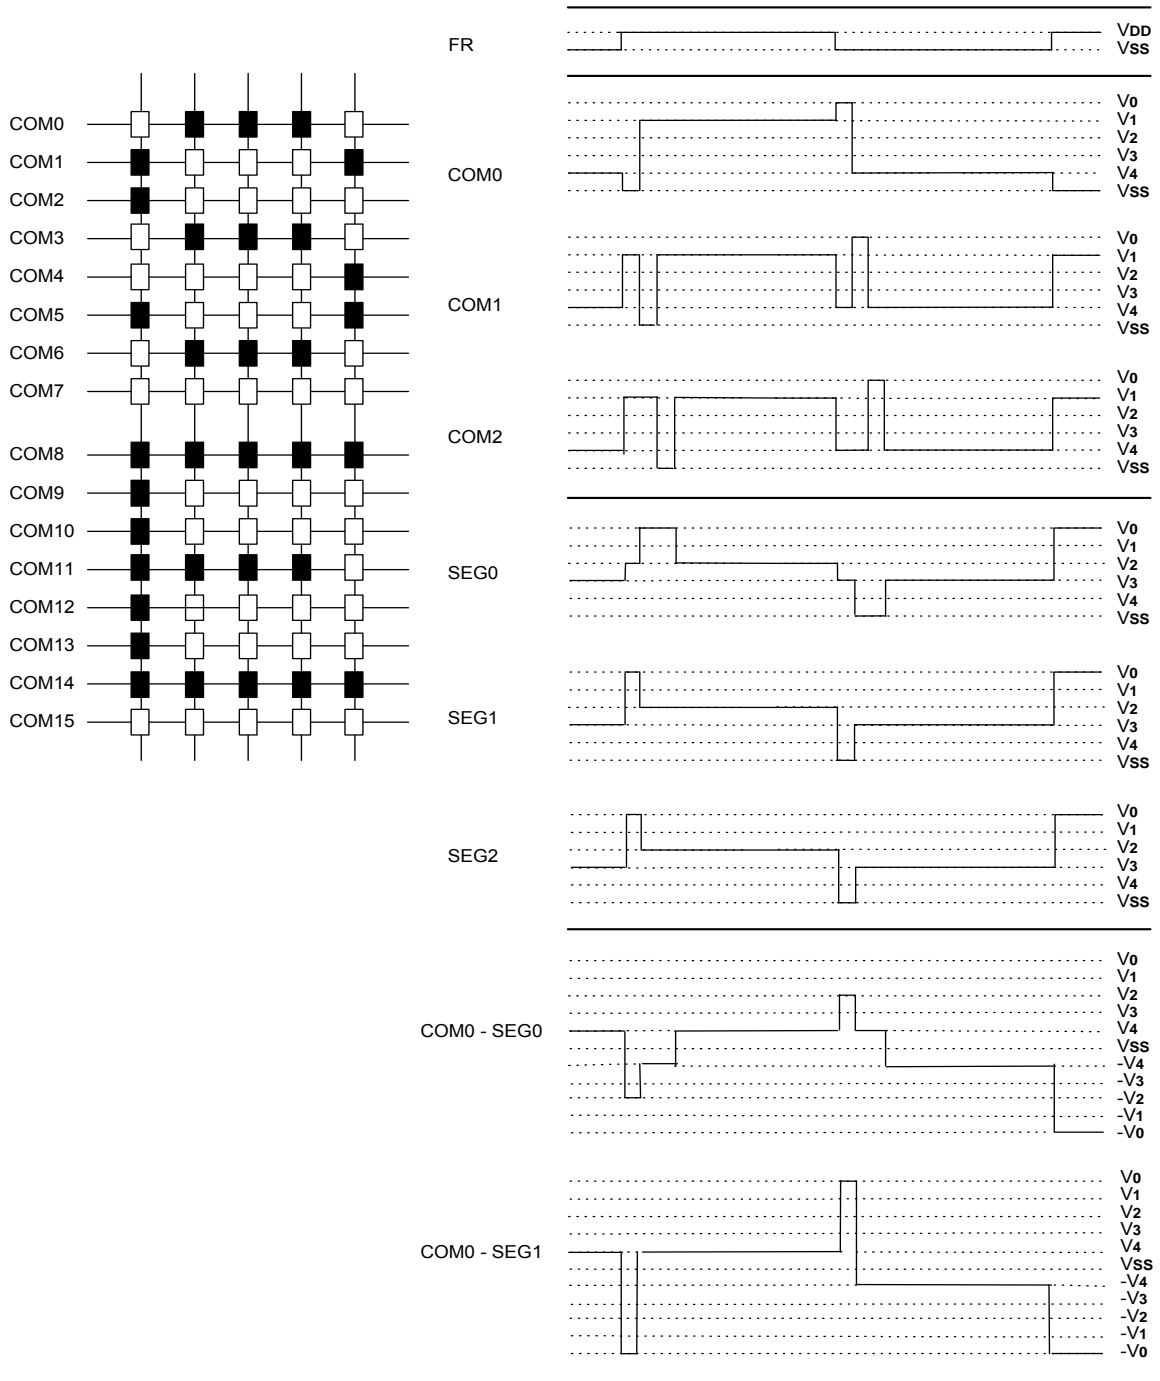 COM0
COM1
COM2
COM3
COM4
COM5
COM6
COM7
COM8
COM9
COM10
COM11
COM12
COM13
COM14
COM15
FR
VDD
VSS
COM0
V0
V1
V2
V3
V4
VSS
COM1
V0
V1
V2
V3
V4
VSS
COM2
V0
V1
V2
V3
V4
VSS
SEG0
V0
V1
V2
V3
V4
VSS
SEG1
V0
V1
V2
V3
V4
VSS
SEG2
V0
V1
V2
V3
V4
VSS
COM0 - SEG0
V0
V1
V2
V3
V4
VSS
-V4
-V3
-V2
-V1
-V0
COM0 - SEG1
V0
V1
V2
V3
V4
VSS
-V4
-V3
-V2
-V1
-V0